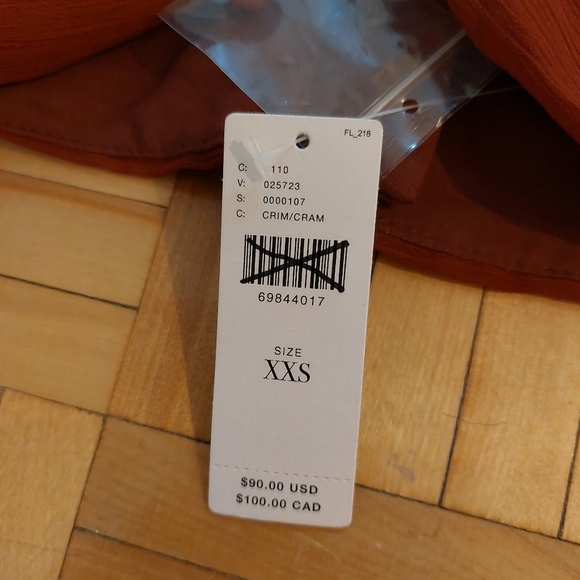 FL_218
C: 110
V: 025723
S: 0000107
C: CRIM/CRAM
69844017
SIZE
XXS
$90.00 USD
$100.00 CAD